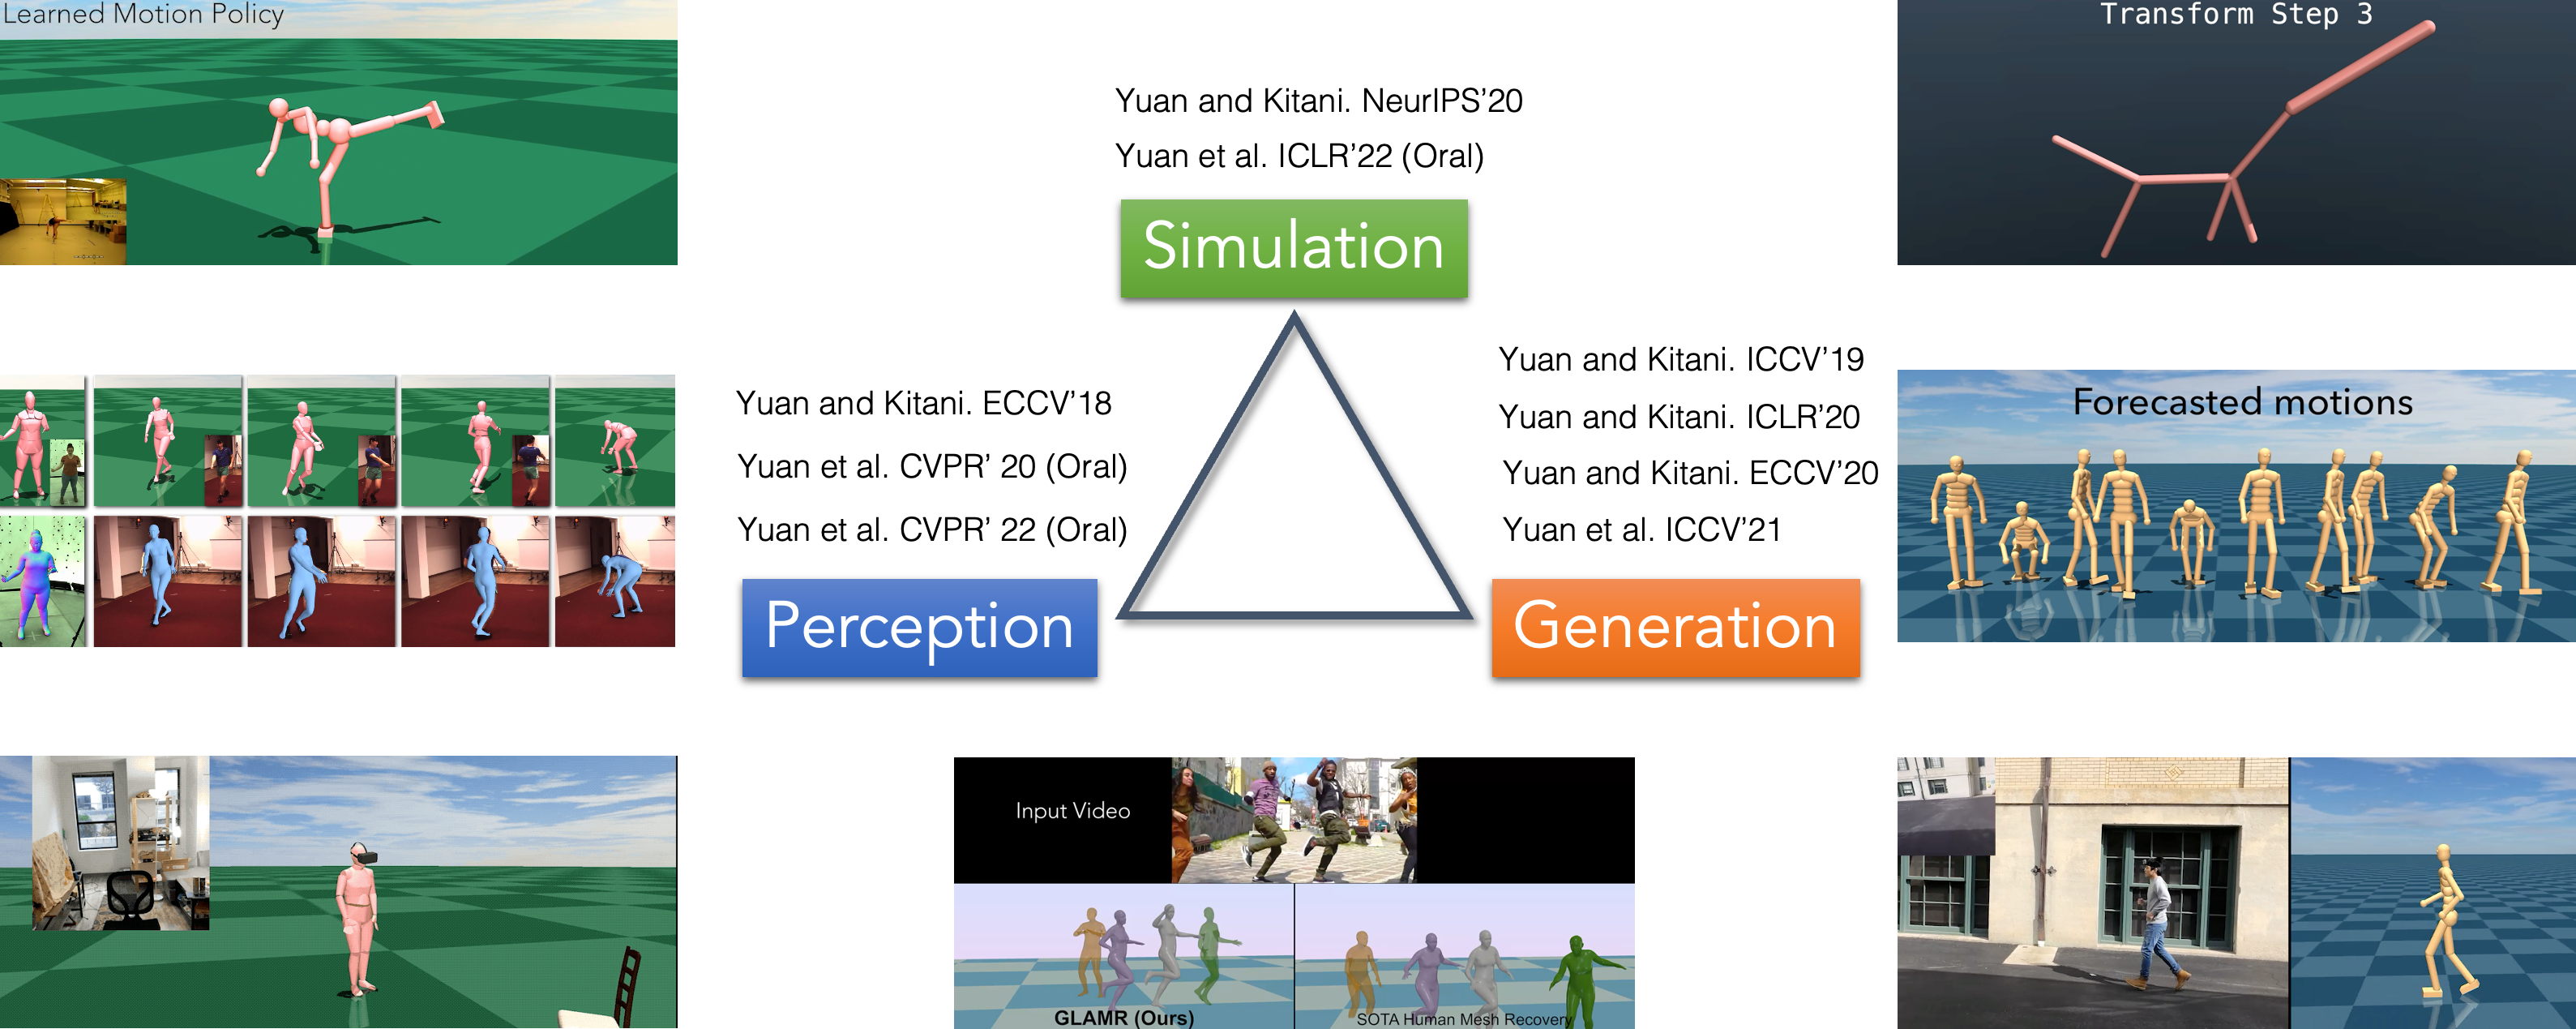 Learned Motion Policy
Transform Step 3
Yuan and Kitani. NeurIPS’20
Yuan et al. ICLR’22 (Oral)
Simulation
Yuan and Kitani. ECCV’18
Yuan et al. CVPR’ 20 (Oral)
Yuan et al. CVPR’ 22 (Oral)
Perception
Yuan and Kitani. ICCV’19
Yuan and Kitani. ICLR’20
Yuan and Kitani. ECCV’20
Yuan et al. ICCV’21
Generation
Forecasted motions
Input Video
GLAMR (Ours)
SOTA Human Mesh Recovery